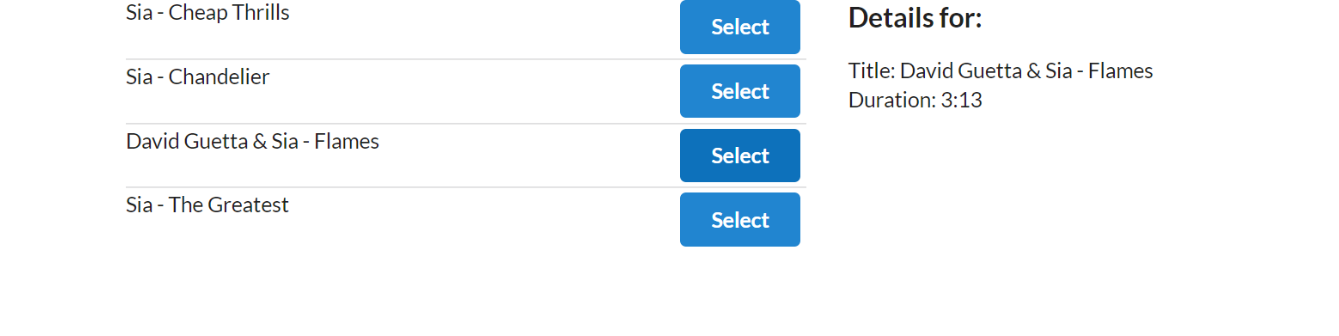 Sia - Cheap Thrills
Select
Sia - Chandelier
Select
David Guetta & Sia - Flames
Select
Sia - The Greatest
Select
Details for:
Title: David Guetta & Sia - Flames
Duration: 3:13